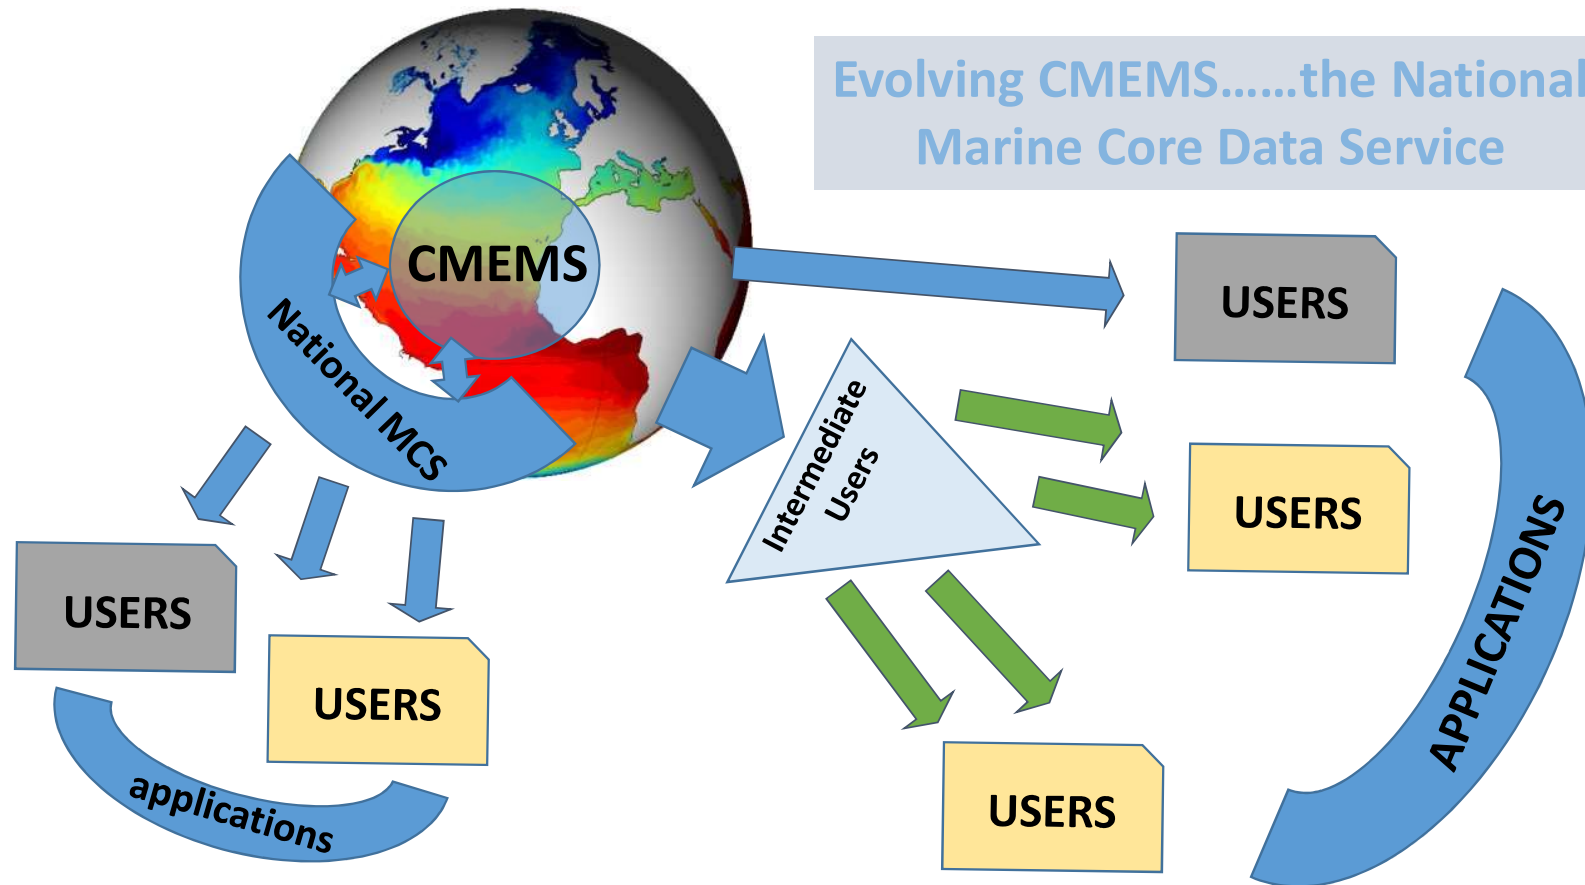 Evolving CMEMS......the National
Marine Core Data Service
CMEMS
National MCS
USERS
Intermediate
Users
USERS
USERS
USERS
USERS
applications
APPLICATIONS